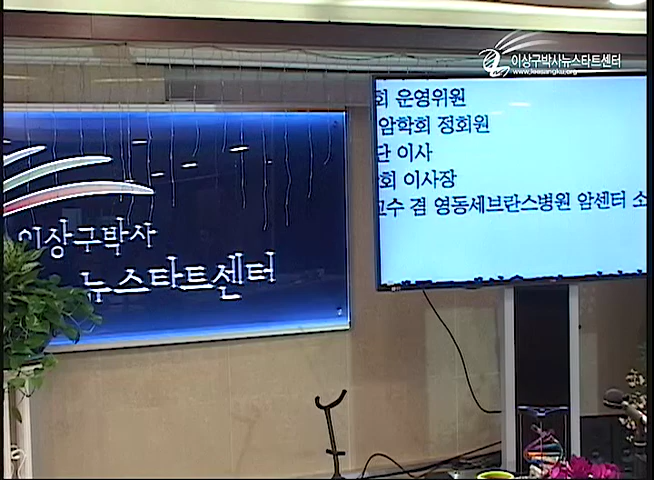 이상구박사뉴스타트센터
www.leesangku.org
회 운영위원
암학회 정회원
단 이사
회 이사장
교수 겸 영동세브란스병원 암센터 소
이상구박사
뉴스타트센터